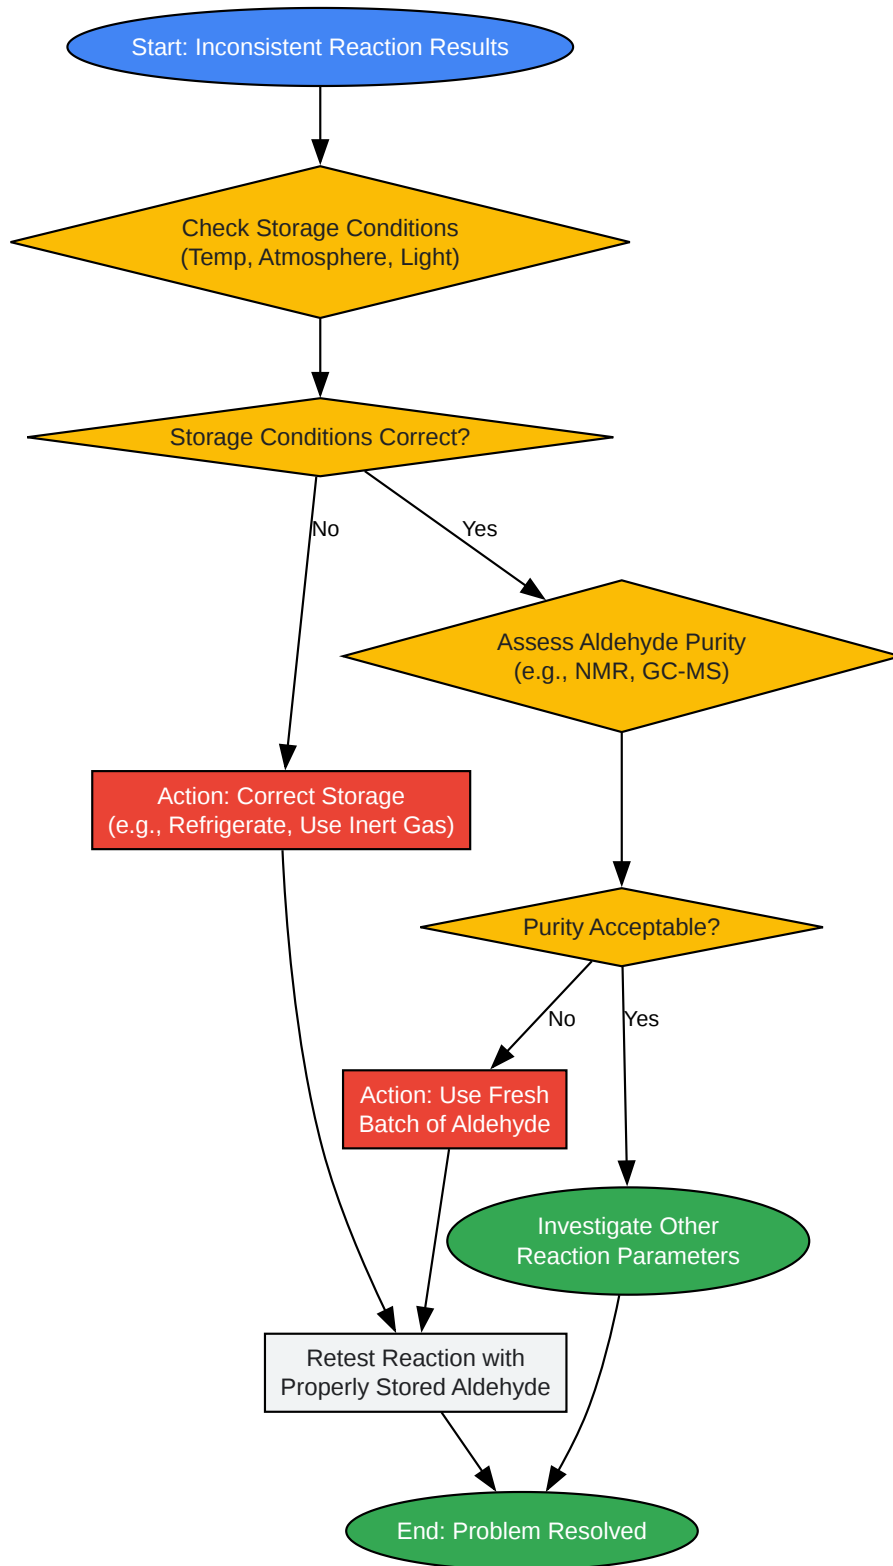 Start: Inconsistent Reaction Results
Check Storage Conditions
(Temp, Atmosphere, Light)
Storage Conditions Correct?
No
Yes
Assess Aldehyde Purity
(e.g., NMR, GC-MS)
Action: Correct Storage
(e.g., Refrigerate, Use Inert Gas)
Purity Acceptable?
No
Yes
Action: Use Fresh
Batch of Aldehyde
Investigate Other
Reaction Parameters
Retest Reaction with
Properly Stored Aldehyde
End: Problem Resolved